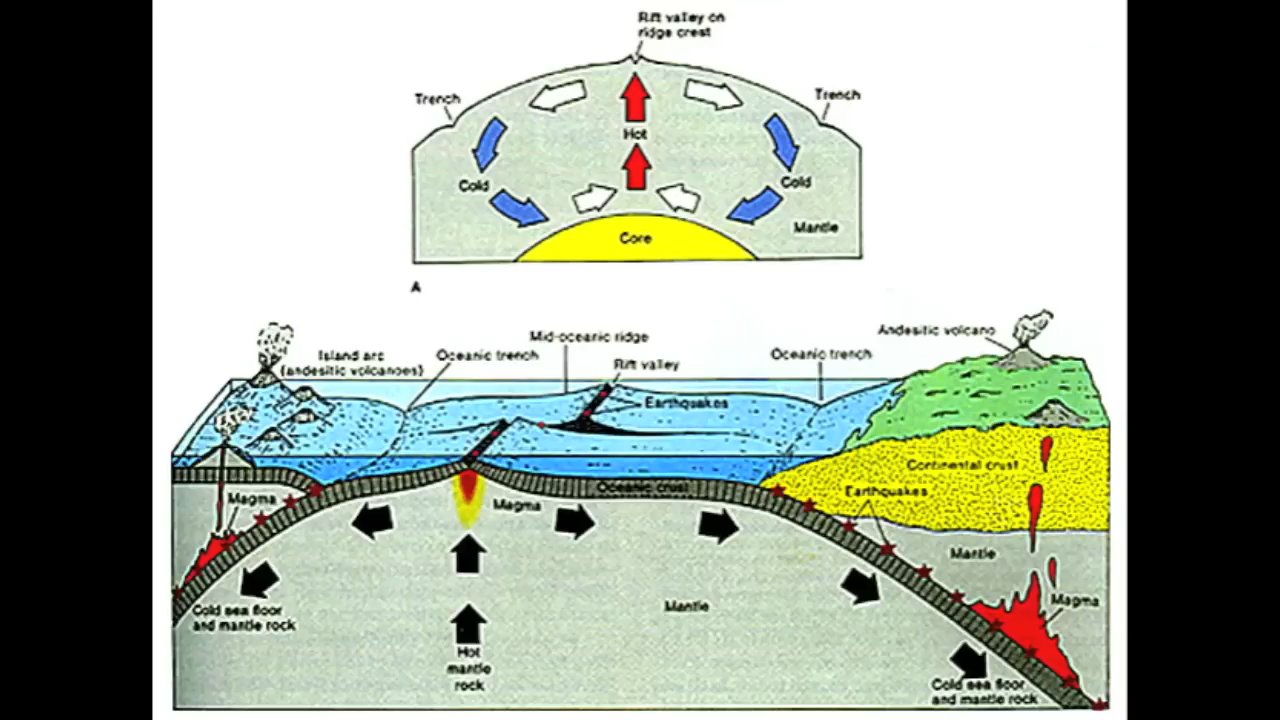 Rift valley on
ridge crest
Trench
Trench
Hot
Cold
Cold
Mantle
Core
A
Andesitic volcano
Mid-oceanic ridge
Island arc
(andesitic volcanoes)
Oceanic trench
Oceanic trench
Rift valley
Earthquakes
Continental crust
Oceanic crust
Earthquakes
Magma
Magma
Mantle
Magma
Mantle
Cold sea floor
and mantle rock
Hot
mantle
rock
Cold sea floor
and mantle rock